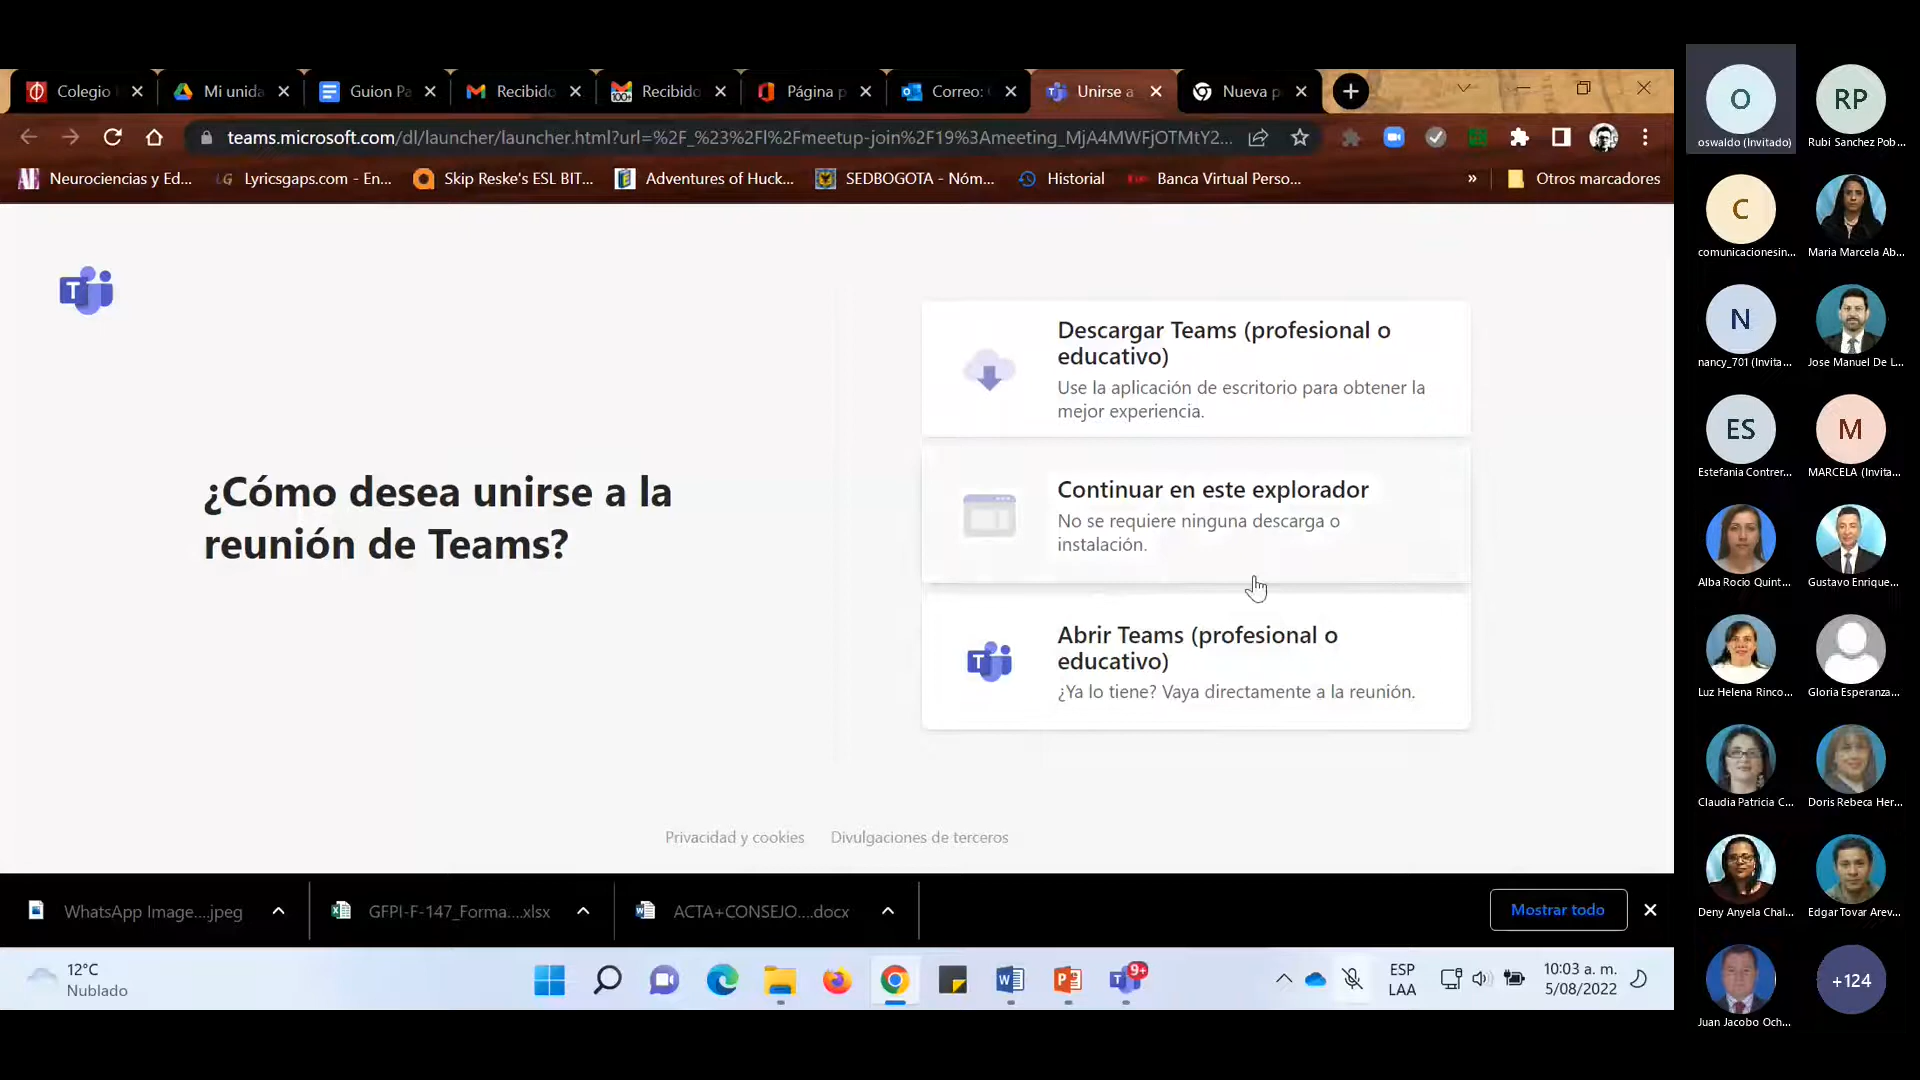 Colegio
Mi unida
Guion Pa
Recibido
Recibido
Página p
Correo:
Unirse a
Nueva p
teams.microsoft.com/dl/launcher/launcher.html?url=%2F_%23%2Fl%2Fmeetup-join%2F19%3Ameeting_MjA4MWFjOTMtY2...
Neurociencias y Ed...
LG Lyricsgaps.com - En...
Skip Reske's ESL BIT...
Adventures of Huck...
SEDBOGOTA - Nóm...
Historial
Banca Virtual Perso...
»
Otros marcadores
¿Cómo desea unirse a la
reunión de Teams?
Descargar Teams (profesional o
educativo)
Use la aplicación de escritorio para obtener la
mejor experiencia.
Continuar en este explorador
No se requiere ninguna descarga o
instalación.
Abrir Teams (profesional o
educativo)
¿Ya lo tiene? Vaya directamente a la reunión.
Privacidad y cookies
Divulgaciones de terceros
WhatsApp Image....jpeg
GFPI-F-147_Forma....xlsx
ACTA+CONSEJO....docx
Mostrar todo
12°C
Nublado
9+
ESP
LAA
10:03 a. m.
5/08/2022
O
oswaldo (Invitado)
RP
Rubi Sanchez Pob...
C
comunicacionesin...
Maria Marcela Ab...
N
nancy_701 (Invita...
Jose Manuel De L...
ES
Estefania Contrer...
M
MARCELA (Invita...
Alba Rocio Quint...
Gustavo Enrique...
Luz Helena Rinco...
Gloria Esperanza...
Claudia Patricia C...
Doris Rebeca Her...
Deny Anyela Chal...
Edgar Tovar Arev...
Juan Jacobo Och...
+124